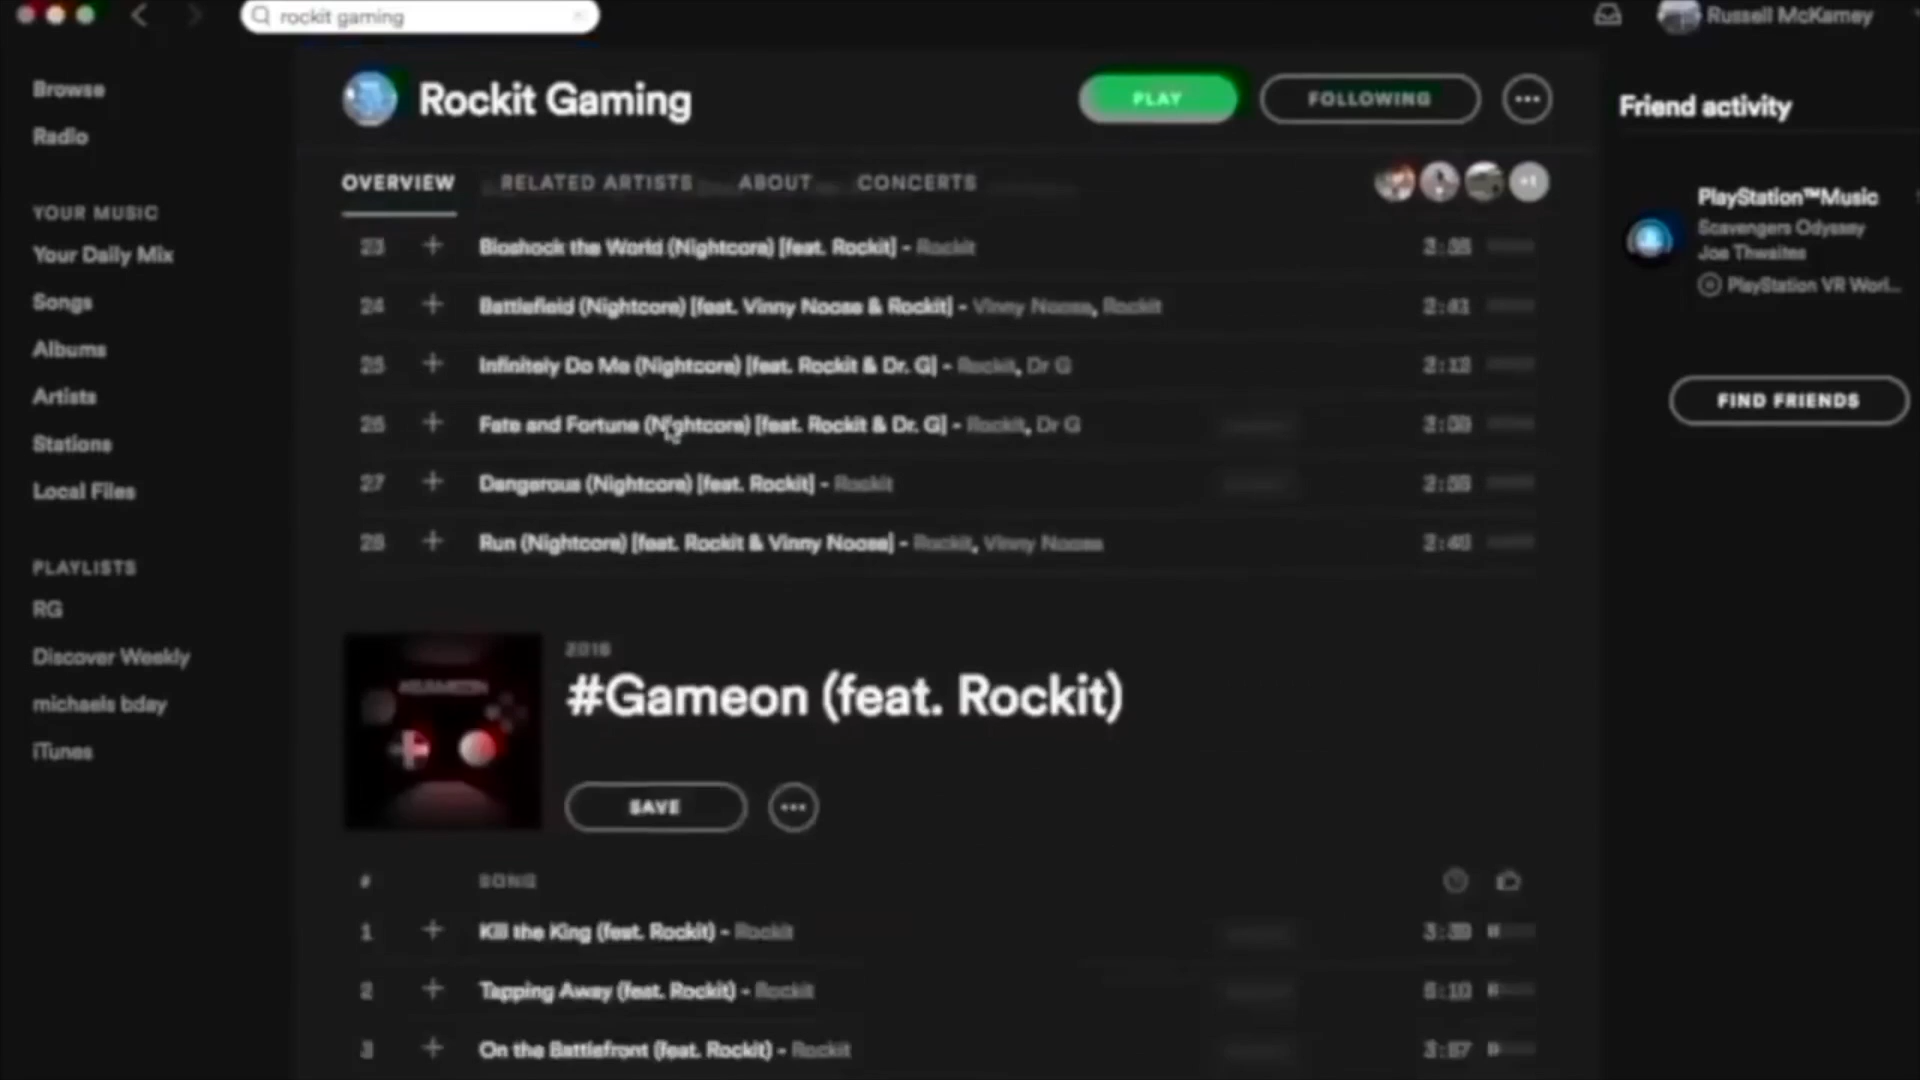 rockit gaming
Russell McKamey
Browse
Radio
YOUR MUSIC
Your Daily Mix
Songs
Albums
Artists
Stations
Local Files
PLAYLISTS
RG
Discover Weekly
michaels bday
iTunes
Rockit Gaming
PLAY
FOLLOWING
OVERVIEW
RELATED ARTISTS
ABOUT
CONCERTS
+1
23 Bioshock the World (Nightcore) [feat. Rockit] - Rockit
24 Battlefield (Nightcore) [feat. Vinny Noose & Rockit] - Vinny Noose, Rockit 2:41
25 Infinitely Do Me (Nightcore) [feat. Rockit & Dr. G] - Rockit, Dr G
26 Fate and Fortune (Nightcore) [feat. Rockit & Dr. G] - Rockit, Dr G
27 Dangerous (Nightcore) [feat. Rockit] - Rockit
28 Run (Nightcore) [feat. Rockit & Vinny Noose] - Rockit, Vinny Noose
2016
#Gameon (feat. Rockit)
SAVE
# SONG
1 Kill the King (feat. Rockit) - Rockit
2 Tapping Away (feat. Rockit) - Rockit
3 On the Battlefront (feat. Rockit) - Rockit
Friend activity
PlayStation™Music
Scavengers Odyssey
Joe Thwaites
PlayStation VR Worl...
FIND FRIENDS